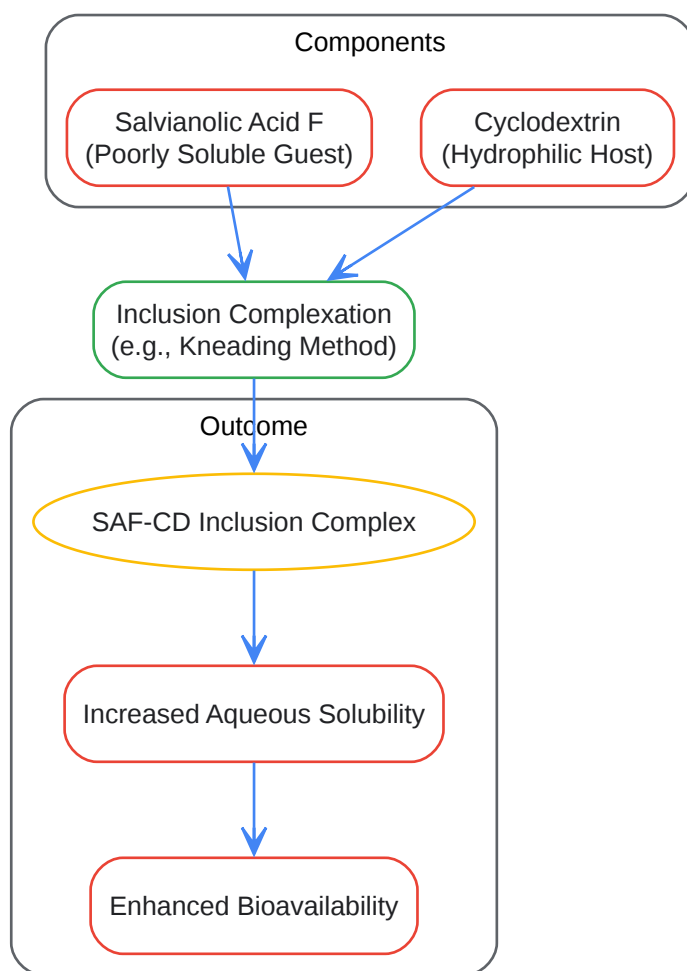 Components
Salvianolic Acid F
(Poorly Soluble Guest)
Cyclodextrin
(Hydrophilic Host)
Inclusion Complexation
(e.g., Kneading Method)
Outcome
SAF-CD Inclusion Complex
Increased Aqueous Solubility
Enhanced Bioavailability